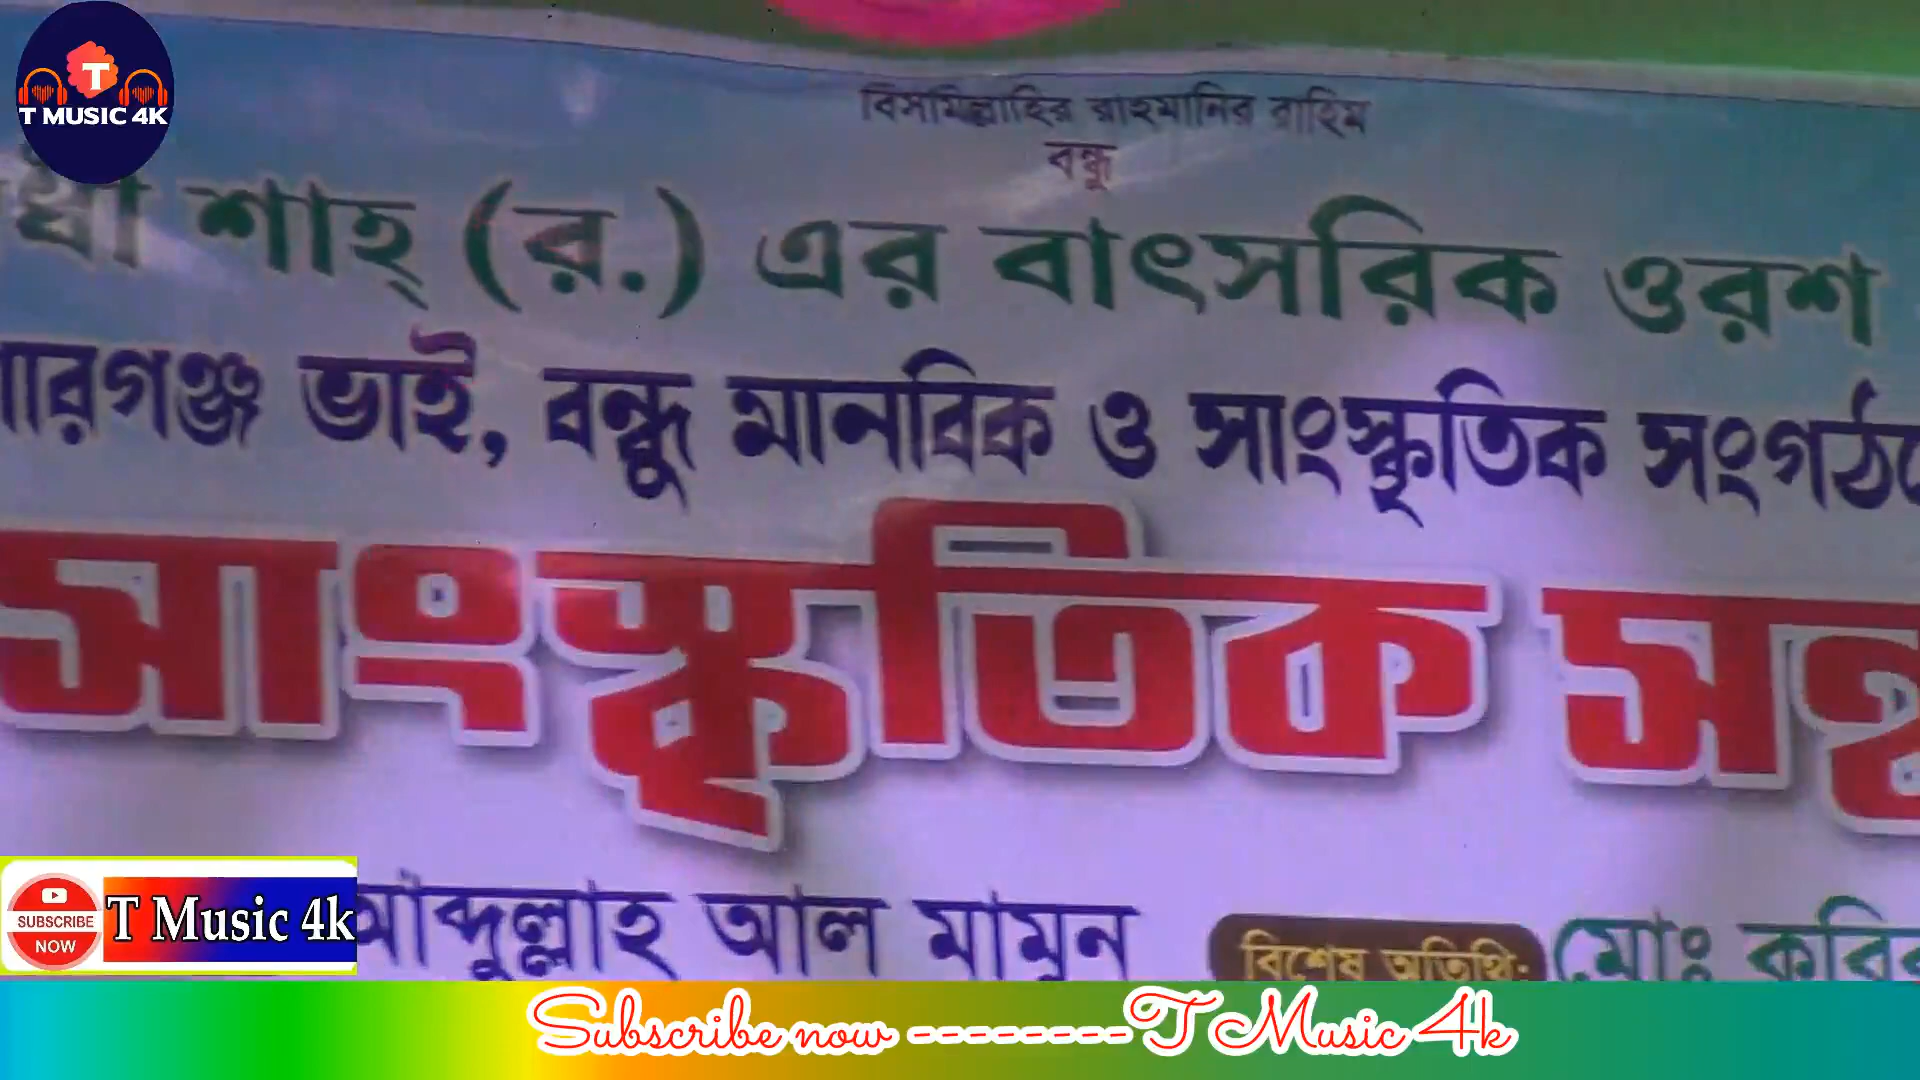 T
T MUSIC 4K
বিসমিল্লাহির রাহমানির রাহিম
বন্ধু
শাহ্ (র.) এর বাৎসরিক ওরশ
ভাই, বন্ধু মানবিক ও সাংস্কৃতিক
সাংস্কৃতিক
আব্দুল্লাহ আল মামুন
বিশেষ অতিথি: মোঃ
SUBSCRIBE NOW
T Music 4k
Subscribe now --------T Music 4k